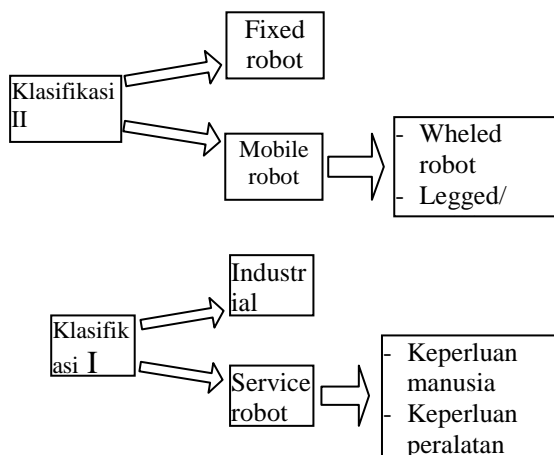 Fixed
robot
Klasifikasi
II
Mobile
robot
- Wheled
robot
- Legged/
Industr
ial
Klasifik
asi I
Service
robot
- Keperluan
manusia
- Keperluan
peralatan